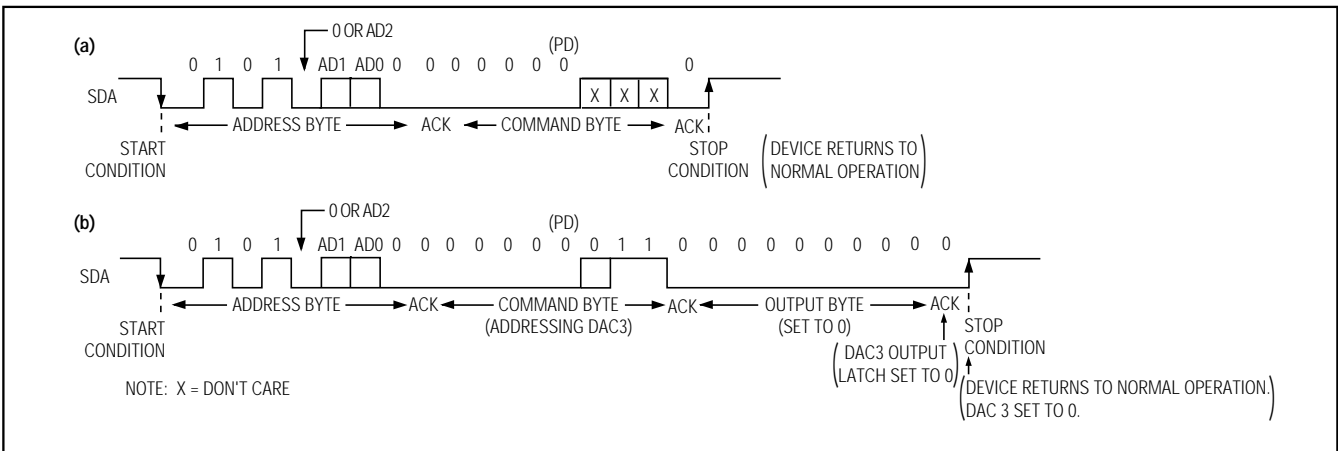 (a)
0 OR AD2
(PD)
0 1 0 1 AD1 AD0 0 0 0 0 0 0 0 0
SDA
X X X
ADDRESS BYTE ACK COMMAND BYTE ACK
START CONDITION
STOP CONDITION
(DEVICE RETURNS TO
NORMAL OPERATION)
(b)
0 OR AD2
(PD)
0 1 0 1 AD1 AD0 0 0 0 0 0 0 0 0 1 1 0 0 0 0 0 0 0 0 0 0
SDA
ADDRESS BYTE ACK COMMAND BYTE ACK OUTPUT BYTE ACK
(ADDRESSING DAC3)
(SET TO 0)
START
CONDITION
STOP
CONDITION
(DAC3 OUTPUT
LATCH SET TO 0)
NOTE: X = DON'T CARE
(DEVICE RETURNS TO NORMAL OPERATION.
DAC 3 SET TO 0.)